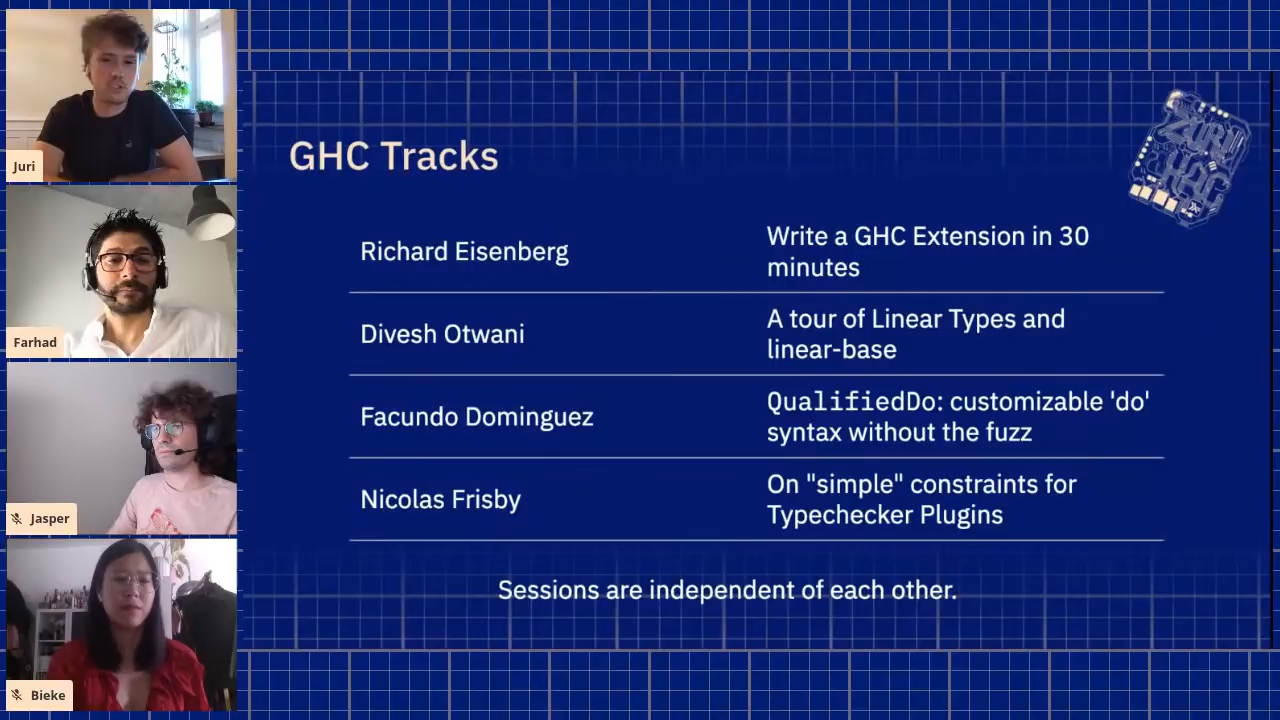 Juri
Farhad
Jasper
Bieke
GHC Tracks
ZURI
HAC
Richard Eisenberg
Write a GHC Extension in 30
minutes
Divesh Otwani
A tour of Linear Types and
linear-base
Facundo Dominguez
QualifiedDo: customizable 'do'
syntax without the fuzz
Nicolas Frisby
On "simple" constraints for
Typechecker Plugins
Sessions are independent of each other.